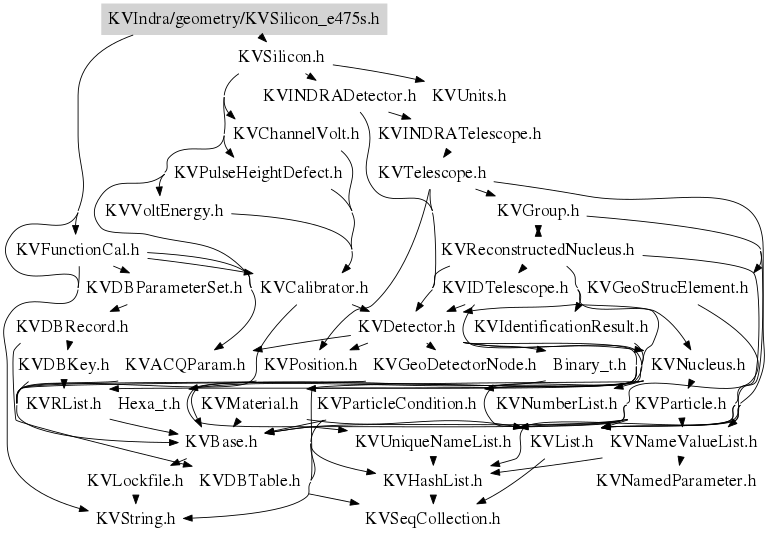 KVIndra/geometry/KVSilicon_e475s.h
KVSilicon.h
KVINDRADetector.h
KVUnits.h
KVChannelVolt.h
KVINDRATelescope.h
KVPulseHeightDefect.h
KVTelescope.h
KVVoltEnergy.h
KVGroup.h
KVFunctionCal.h
KVReconstructedNucleus.h
KVDBParameterSet.h
KVCalibrator.h
KVIDTelescope.h
KVGeoStrucElement.h
KVDBRecord.h
KVDetector.h
KVIdentificationResult.h
KVDBKey.h
KVACQParam.h
KVPosition.h
KVGeoDetectorNode.h
Binary_t.h
KVNucleus.h
KVRList.h
Hexa_t.h
KVMaterial.h
KVParticleCondition.h
KVNumberList.h
KVParticle.h
KVBase.h
KVUniqueNameList.h
KVList.h
KVNameValueList.h
KVLockfile.h
KVDBTable.h
KVHashList.h
KVNamedParameter.h
KVString.h
KVSeqCollection.h